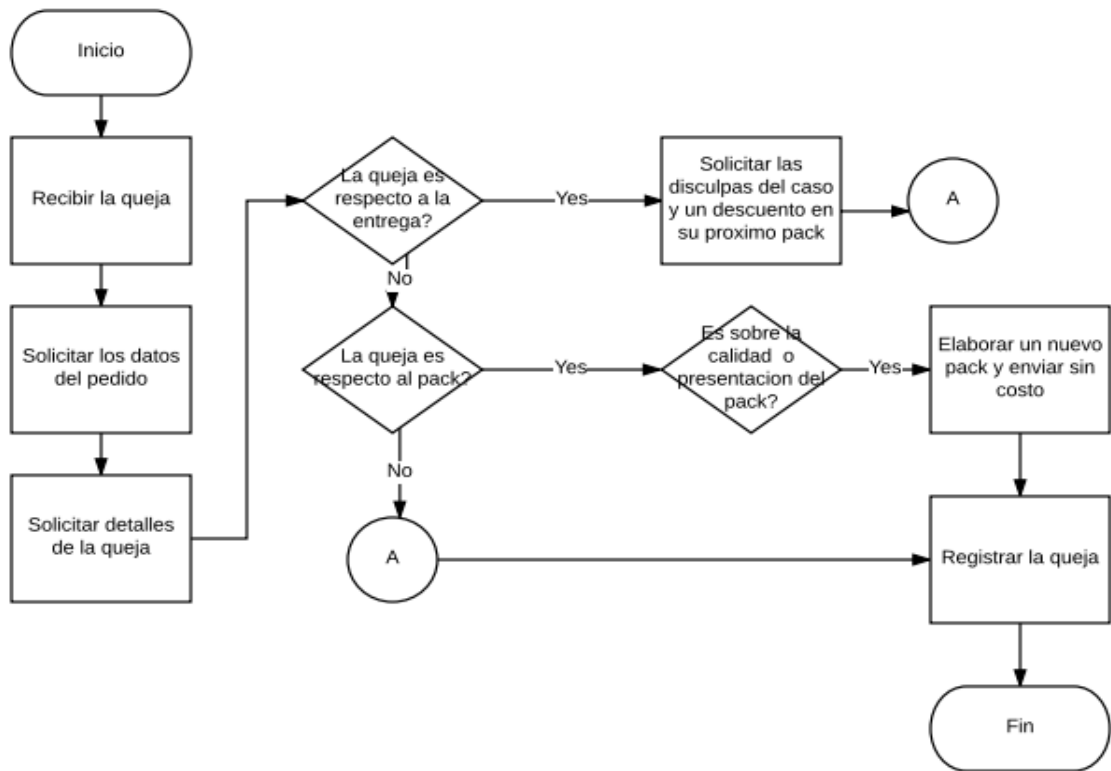 Inicio
Recibir la queja
Solicitar los datos
del pedido
Solicitar detalles
de la queja
La queja es
respecto a la
entrega?
Yes
Solicitar las
disculpas del caso
y un descuento en
su proximo pack
A
No
La queja es
respecto al pack?
Yes
Es sobre la
calidad o
presentacion del
pack?
Yes
Elaborar un nuevo
pack y enviar sin
costo
No
A
Registrar la queja
Fin